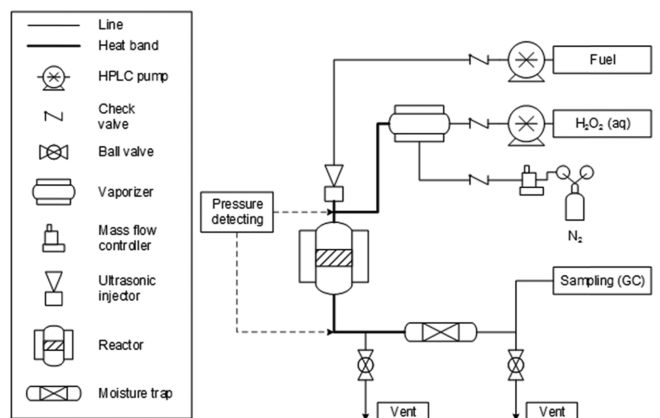 Line
Heat band
HPLC pump
Check
valve
Ball valve
Vaporizer
Mass flow
controller
Ultrasonic
injector
Reactor
Moisture trap
Fuel
H₂O₂ (aq)
N₂
Pressure
detecting
Sampling (GC)
Vent
Vent